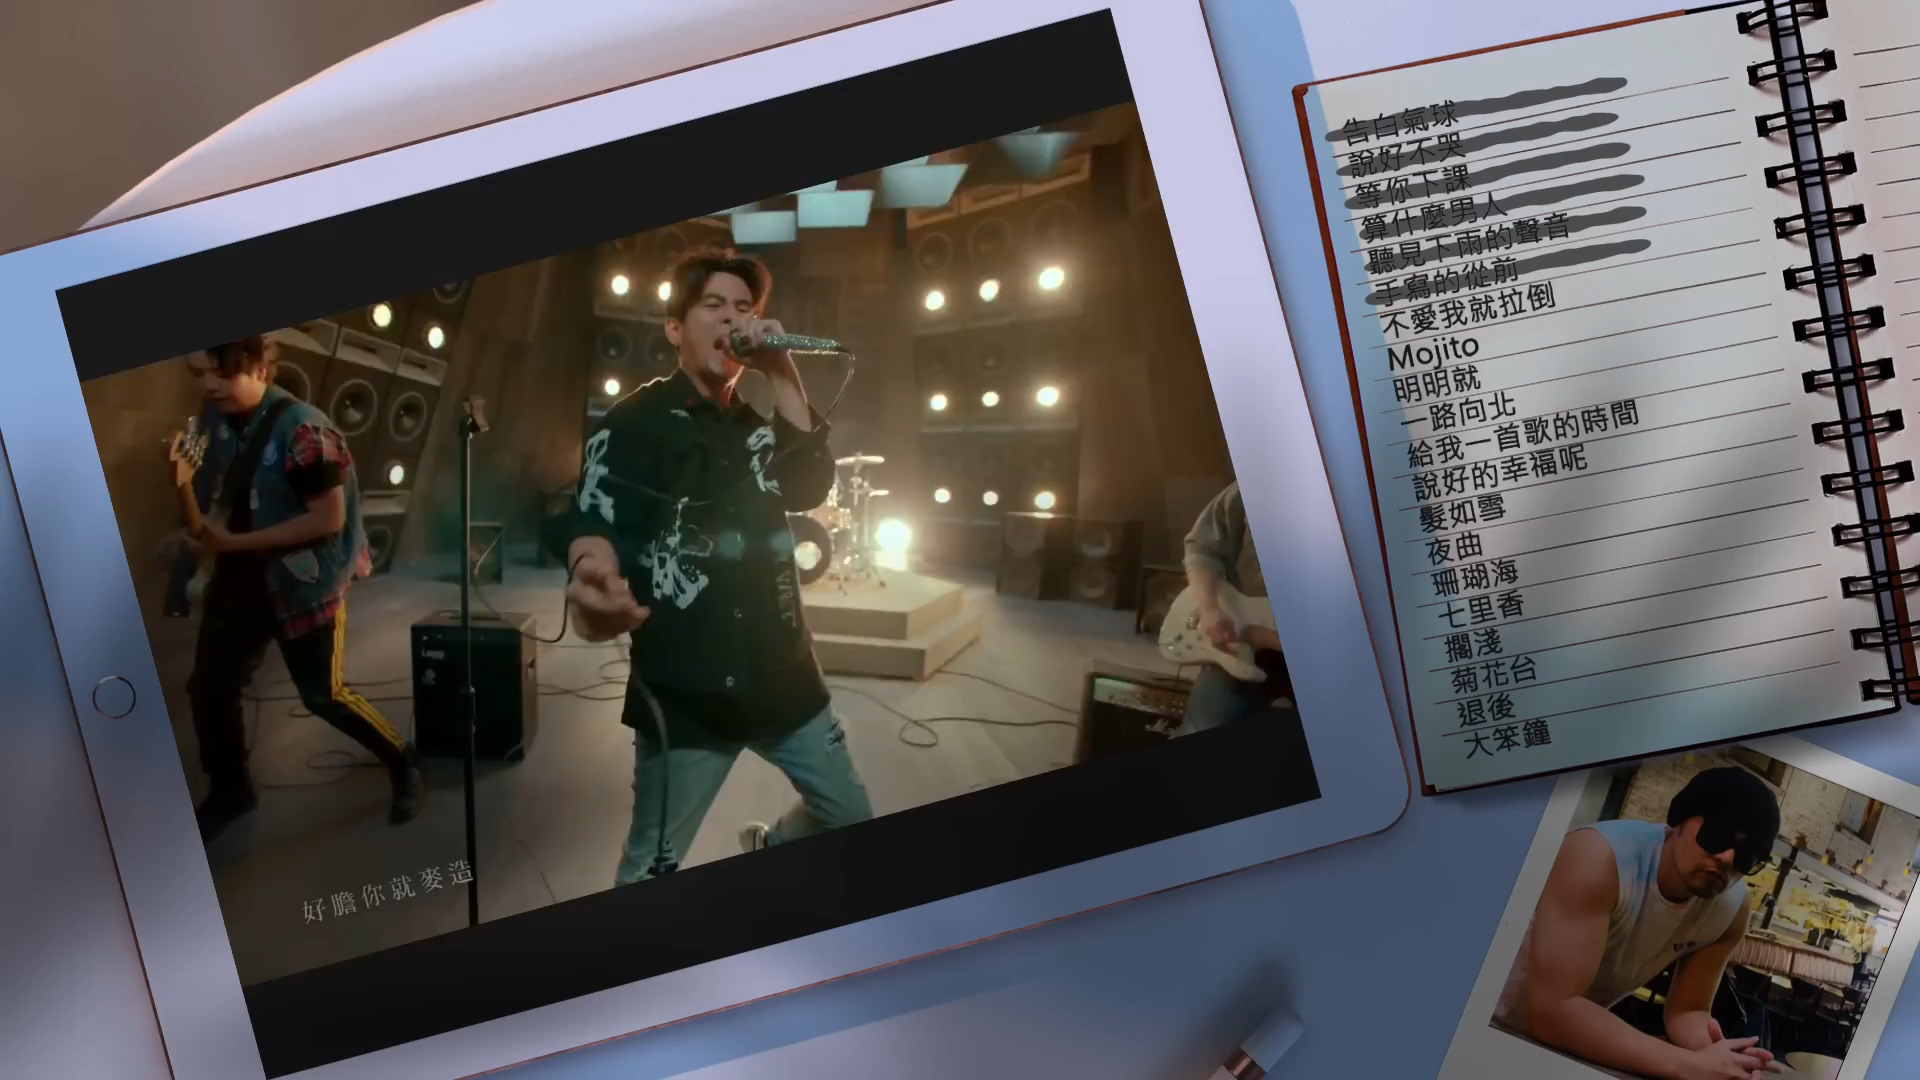 告白氣球
說好不哭
等你下課
算什麼男人
聽見下雨的聲音
手寫的從前
不愛我就拉倒
Mojito
明明就
一路向北
給我一首歌的時間
說好的幸福呢
髮如雪
夜曲
珊瑚海
七里香
擱淺
菊花台
退後
大笨鐘
好膽你就麥造